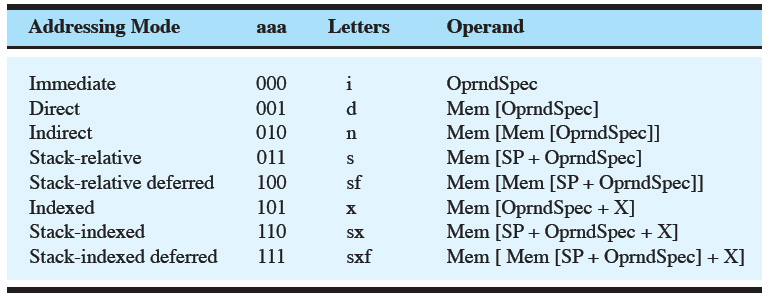 Addressing Mode aaa Letters Operand
Immediate 000 i OprndSpec
Direct 001 d Mem [OprndSpec]
Indirect 010 n Mem [Mem [OprndSpec]]
Stack-relative 011 s Mem [SP + OprndSpec]
Stack-relative deferred 100 sf Mem [Mem [SP + OprndSpec]]
Indexed 101 x Mem [OprndSpec + X]
Stack-indexed 110 sx Mem [SP + OprndSpec + X]
Stack-indexed deferred 111 sxf Mem [ Mem [SP + OprndSpec] + X]